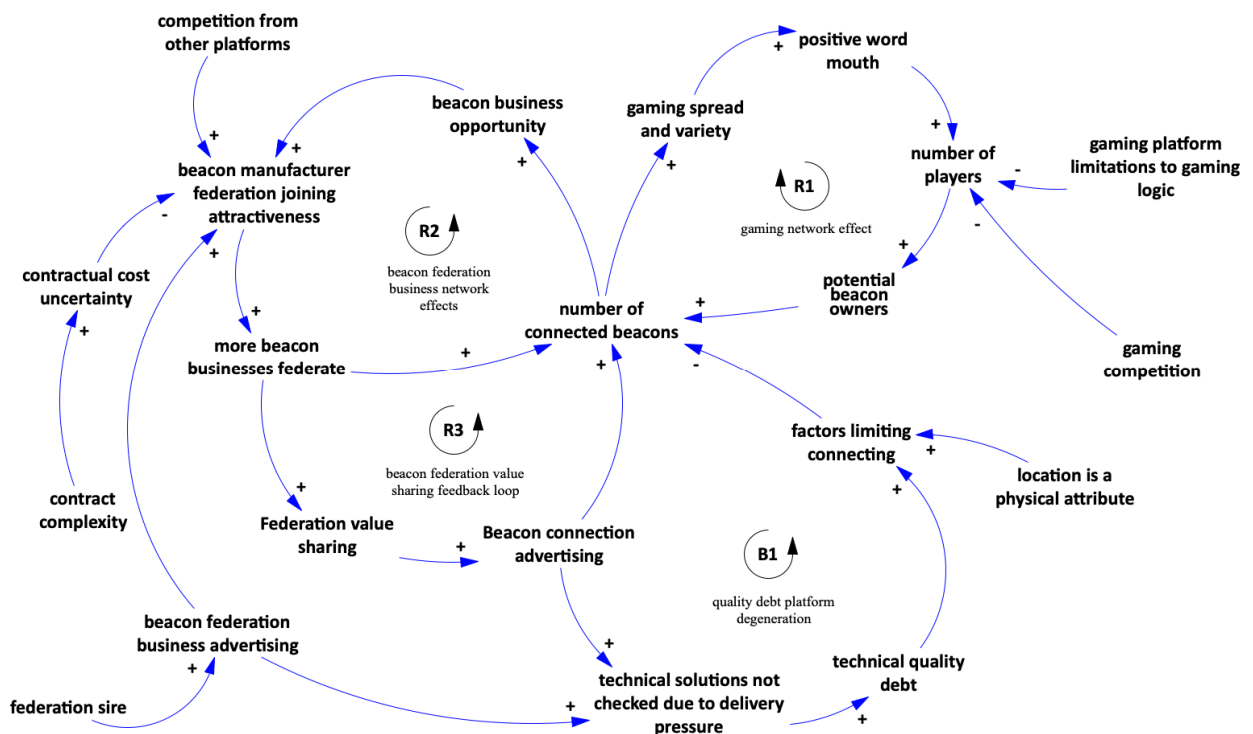 competition from
other platforms
+
beacon business
opportunity
+
+
gaming spread
and variety
+
positive word
mouth
+
+
number of
players
-
gaming platform
limitations to gaming
logic
-
gaming
competition
R1
gaming network effect
+
potential
beacon
owners
+
beacon manufacturer
federation joining
attractiveness
-
+
R2
beacon federation
business network
effects
contractual cost
uncertainty
+
number of
connected beacons
+
more beacon
businesses federate
+
+
-
R3
beacon federation value
sharing feedback loop
factors limiting
connecting
+
location is a
physical attribute
+
contract
complexity
+
Federation value
sharing
+
Beacon connection
advertising
B1
quality debt platform
degeneration
+
beacon federation
business advertising
+
federation sire
+
technical solutions not
checked due to delivery
pressure
+
technical quality
debt